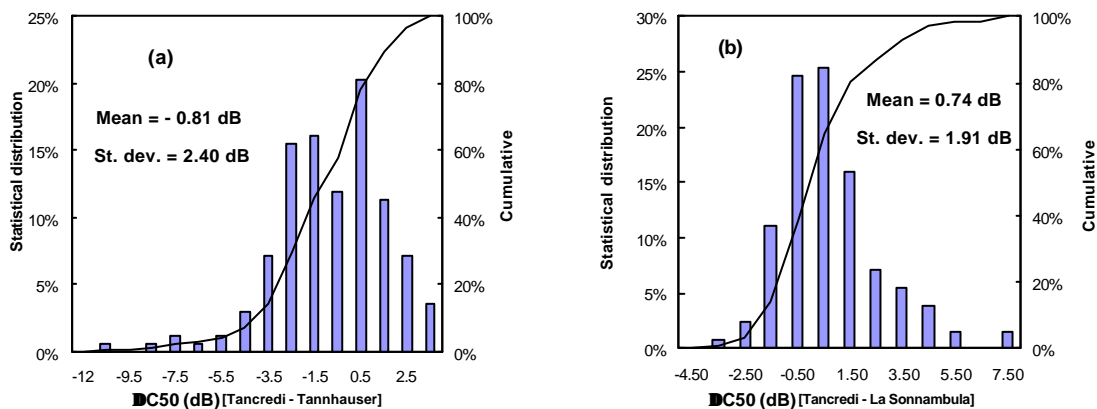 25%
20%
15%
10%
5%
0%
Statistical distribution
(a)
Mean = - 0.81 dB
St. dev. = 2.40 dB
100%
80%
60%
40%
20%
0%
Cumulative
-12 -9.5 -7.5 -5.5 -3.5 -1.5 0.5 2.5
C50 (dB) [Tancredi - Tannhauser]
30%
25%
20%
15%
10%
5%
0%
Statistical distribution
(b)
Mean = 0.74 dB
St. dev. = 1.91 dB
100%
80%
60%
40%
20%
0%
Cumulative
-4.50 -2.50 -0.50 1.50 3.50 5.50 7.50
C50 (dB) [Tancredi - La Sonnambula]